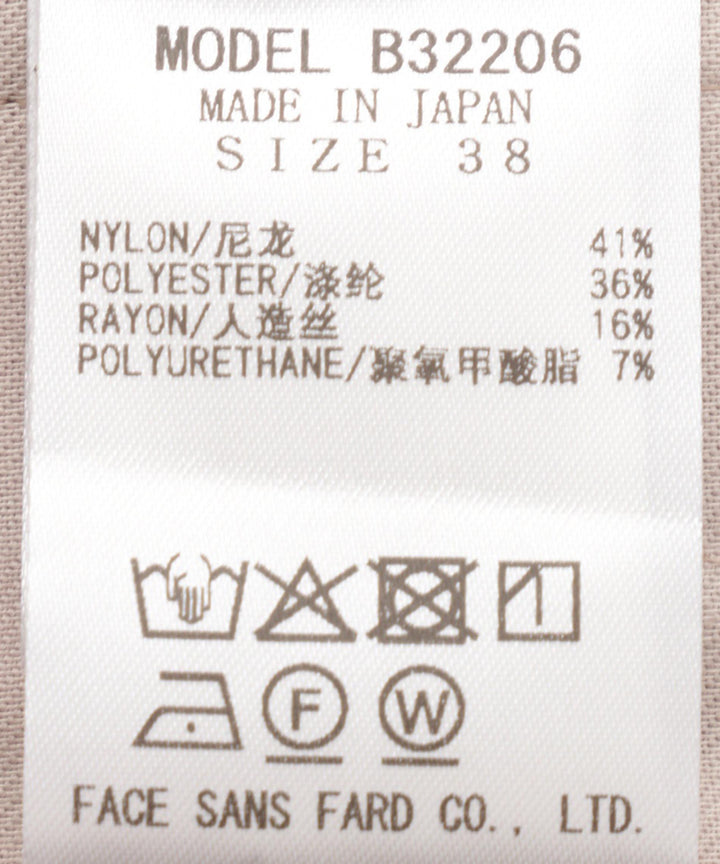 MODEL B32206
MADE IN JAPAN
SIZE 38
NYLON/尼龙 41%
POLYESTER/涤纶 36%
RAYON/人造丝 16%
POLYURETHANE/聚氧甲酸脂 7%
F W
FACE SANS FARD CO., LTD.